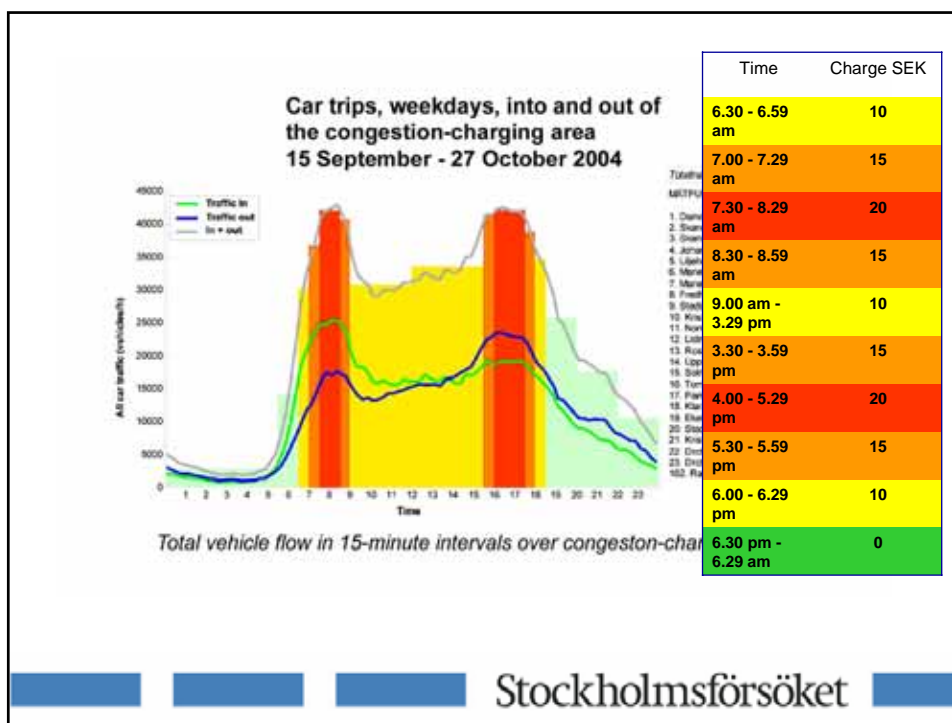 Car trips, weekdays, into and out of
the congestion-charging area
15 September - 27 October 2004
Traffic in
Traffic out
In + out
45000
40000
35000
30000
25000
20000
15000
10000
5000
0
All car traffic (vehicles/h)
1 2 3 4 5 6 7 8 9 10 11 12 13 14 15 16 17 18 19 20 21 22 23
Time
Total vehicle flow in 15-minute intervals over congeston-char
Time Charge SEK
6.30 - 6.59 am 10
7.00 - 7.29 am 15
7.30 - 8.29 am 20
8.30 - 8.59 am 15
9.00 am - 3.29 pm 10
3.30 - 3.59 pm 15
4.00 - 5.29 pm 20
5.30 - 5.59 pm 15
6.00 - 6.29 pm 10
6.30 pm - 6.29 am 0
Stockholmsförsöket